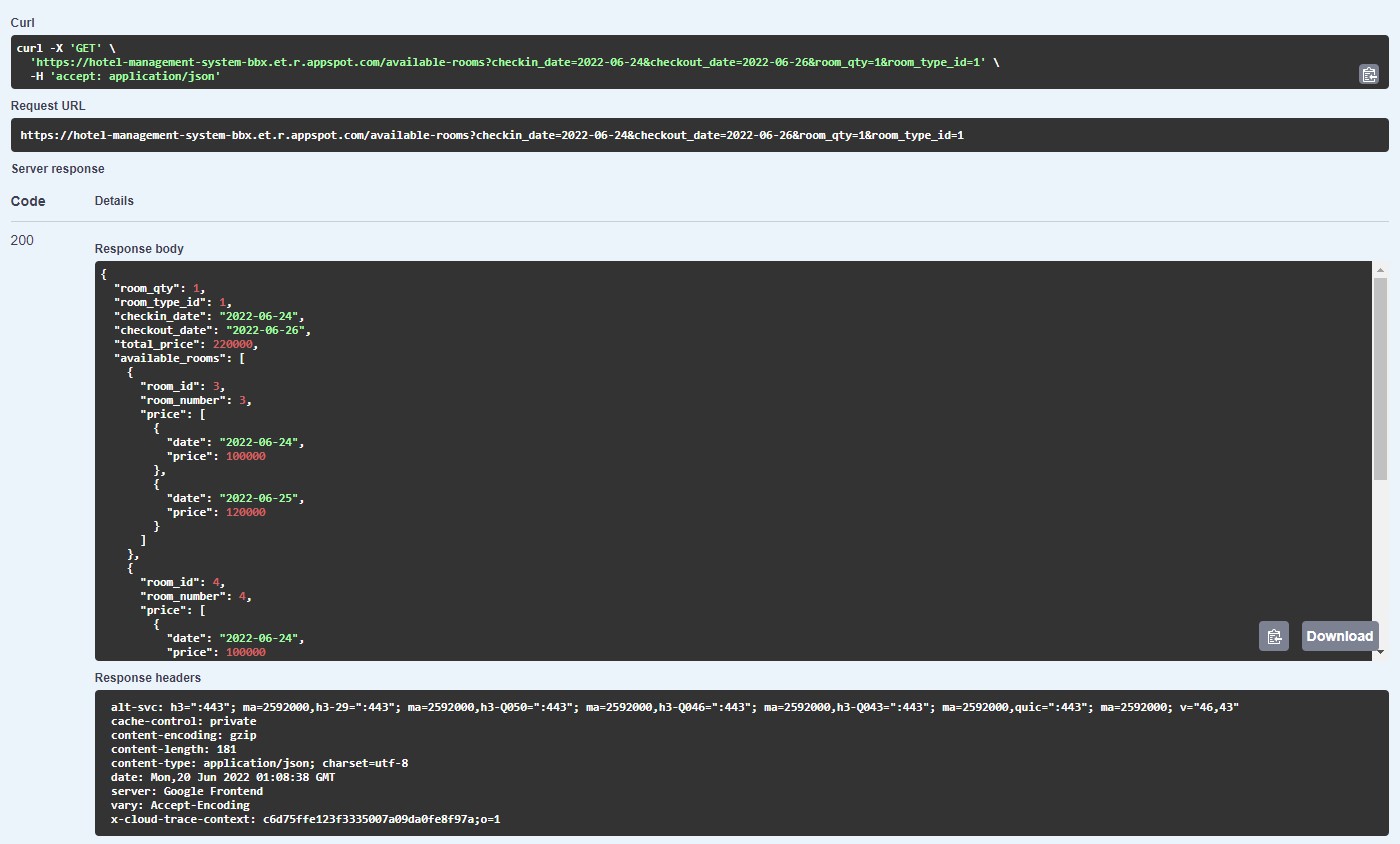 Curl
curl -X 'GET' \
  'https://hotel-management-system-bbx.et.r.appspot.com/available-rooms?checkin_date=2022-06-24&checkout_date=2022-06-26&room_qty=1&room_type_id=1' \
  -H 'accept: application/json'
Request URL
https://hotel-management-system-bbx.et.r.appspot.com/available-rooms?checkin_date=2022-06-24&checkout_date=2022-06-26&room_qty=1&room_type_id=1
Server response
Code Details
200
Response body
{
  "room_qty": 1,
  "room_type_id": 1,
  "checkin_date": "2022-06-24",
  "checkout_date": "2022-06-26",
  "total_price": 220000,
  "available_rooms": [
    {
      "room_id": 3,
      "room_number": 3,
      "price": [
        {
          "date": "2022-06-24",
          "price": 100000
        },
        {
          "date": "2022-06-25",
          "price": 120000
        }
      ]
    },
    {
      "room_id": 4,
      "room_number": 4,
      "price": [
        {
          "date": "2022-06-24",
          "price": 100000
Download
Response headers
alt-svc: h3=":443"; ma=2592000,h3-29=":443"; ma=2592000,h3-Q050=":443"; ma=2592000,h3-Q046=":443"; ma=2592000,h3-Q043=":443"; ma=2592000,quic=":443"; ma=2592000; v="46,43"
cache-control: private
content-encoding: gzip
content-length: 181
content-type: application/json; charset=utf-8
date: Mon,20 Jun 2022 01:08:38 GMT
server: Google Frontend
vary: Accept-Encoding
x-cloud-trace-context: c6d75ffe123f3335007a09da0fe8f97a;o=1